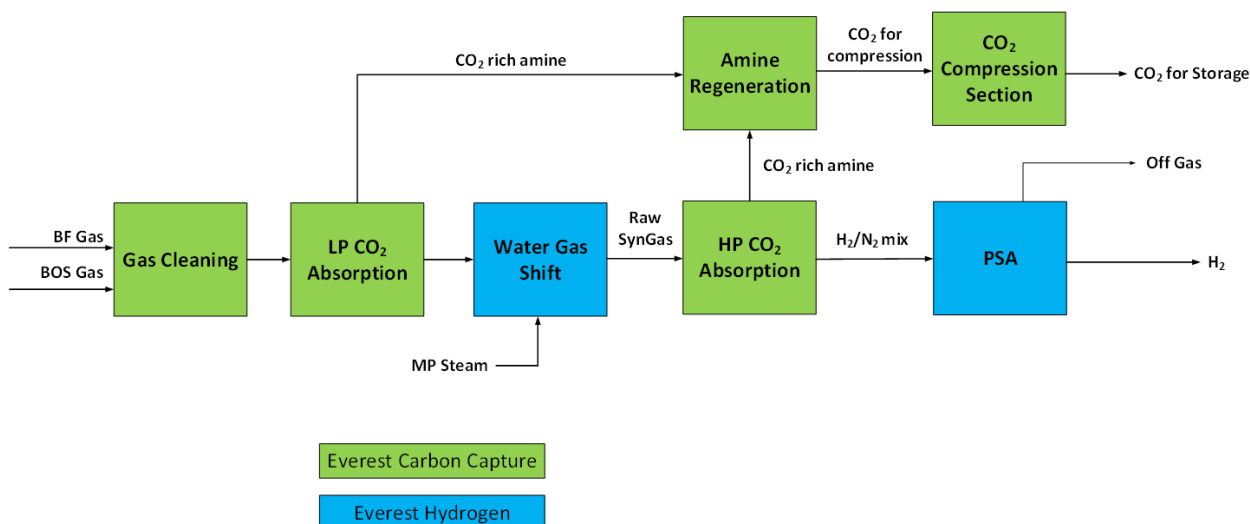 CO₂ rich amine
Amine
Regeneration
CO₂ for
compression
CO₂
Compression
Section
CO₂ for Storage
CO₂ rich amine
Off Gas
BF Gas
BOS Gas
Gas Cleaning
LP CO₂
Absorption
Water Gas
Shift
Raw
SynGas
HP CO₂
Absorption
H₂/N₂ mix
PSA
H₂
MP Steam
Everest Carbon Capture
Everest Hydrogen